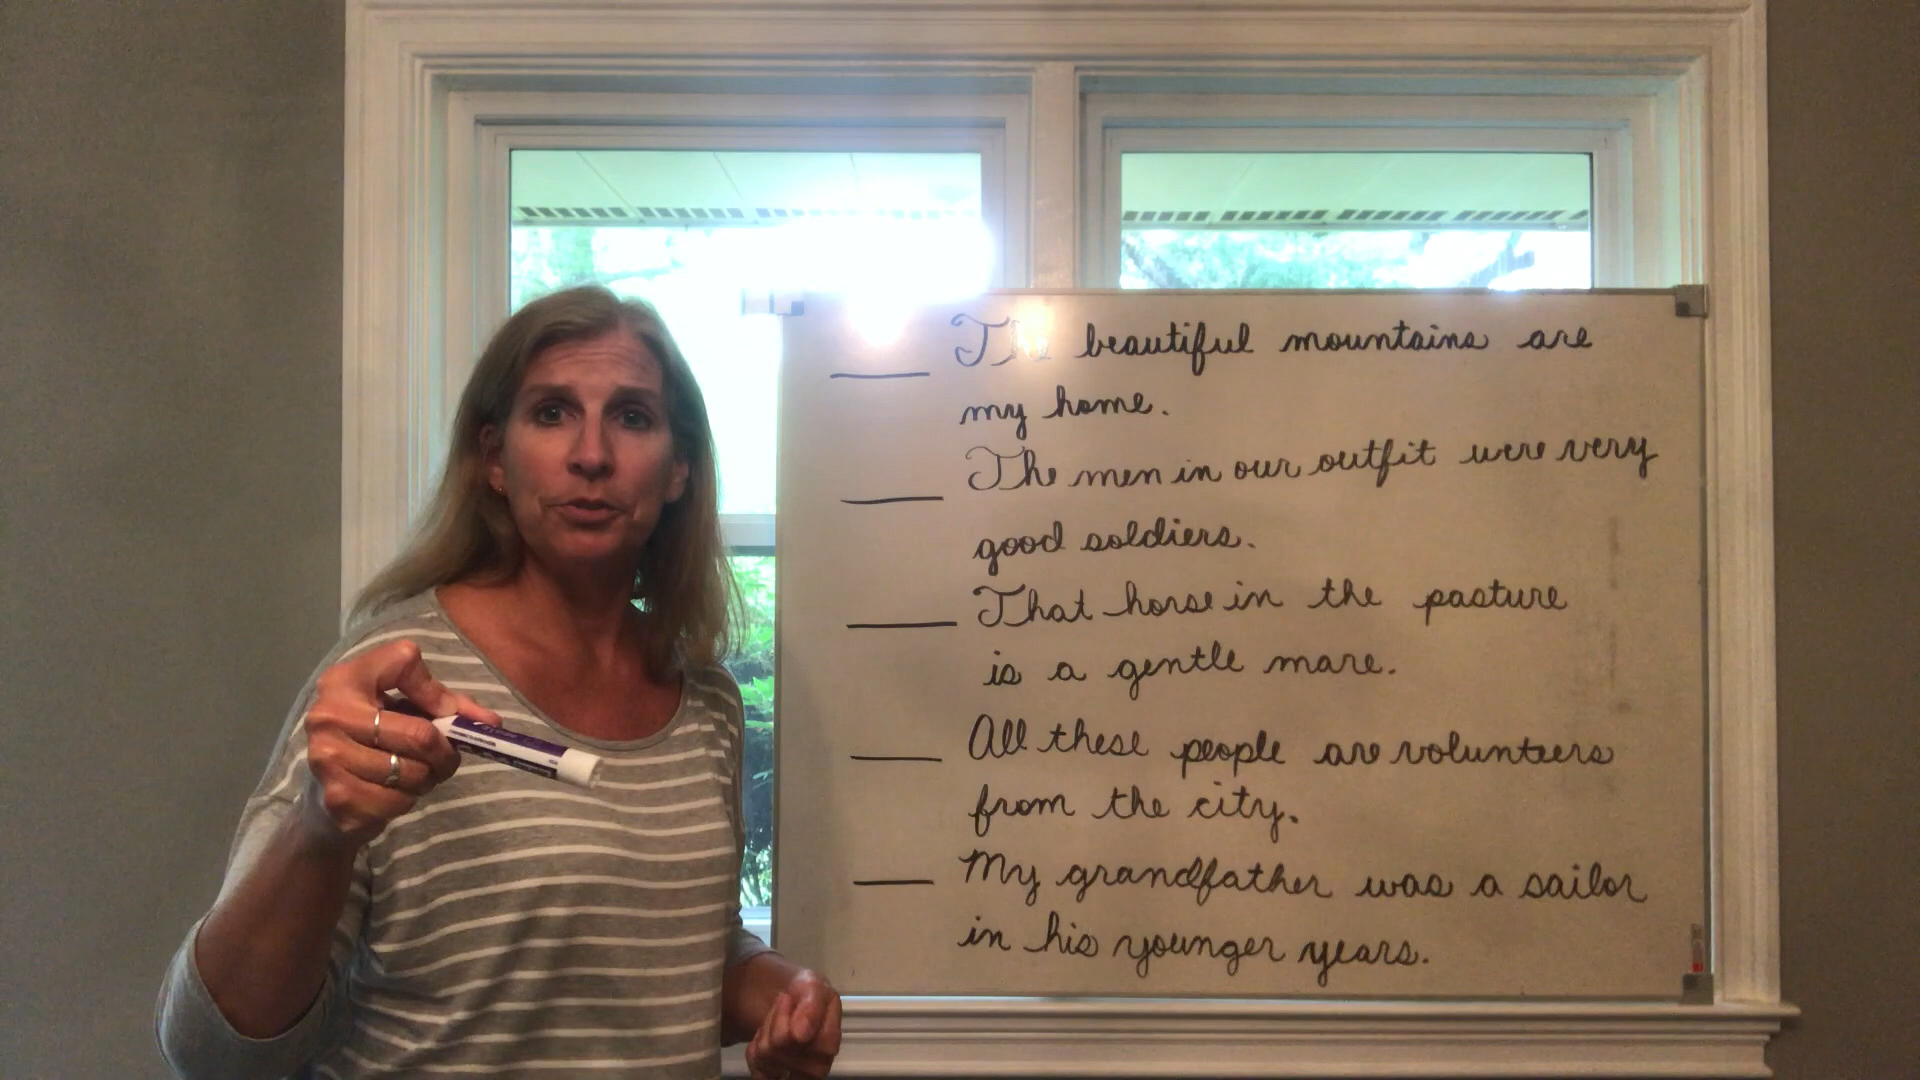 The beautiful mountains are
my home.
The men in our outfit were very
good soldiers.
That horse in the pasture
is a gentle mare.
All these people are volunteers
from the city.
My grandfather was a sailor
in his younger years.